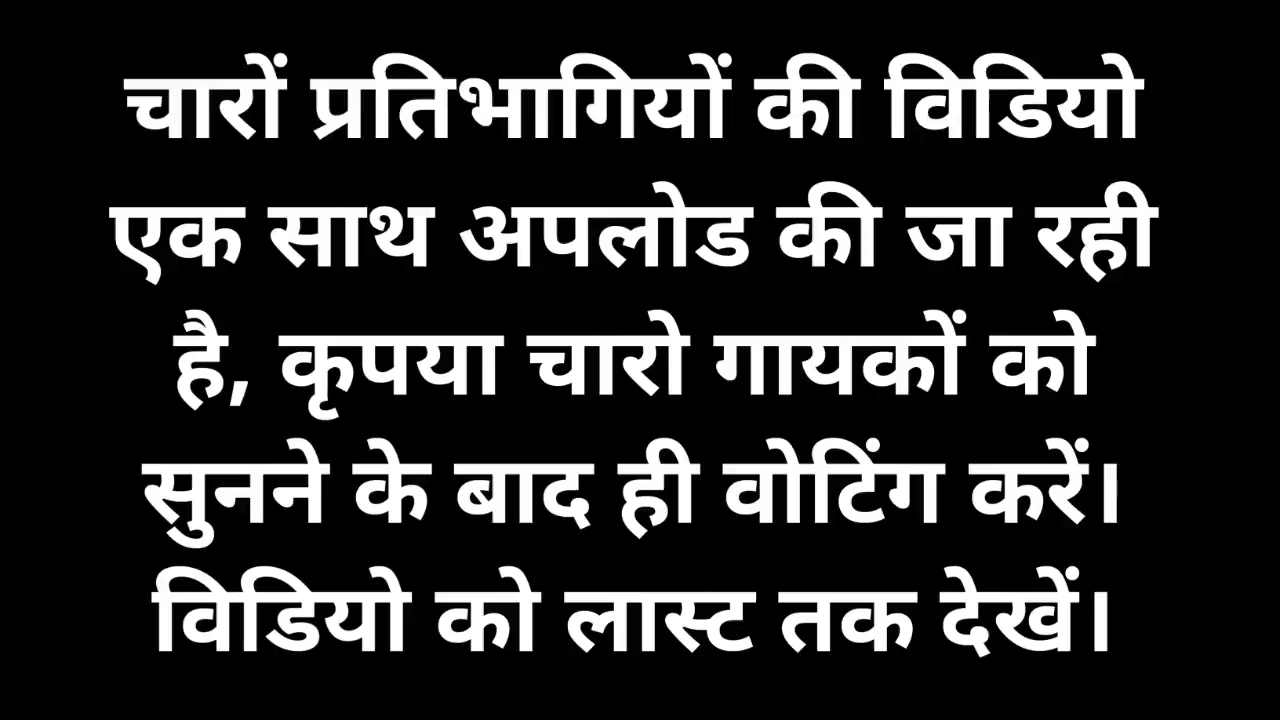 चारों प्रतिभागियों की विडियो
एक साथ अपलोड की जा रही
है, कृपया चारो गायकों को
सुनने के बाद ही वोटिंग करें।
विडियो को लास्ट तक देखें।